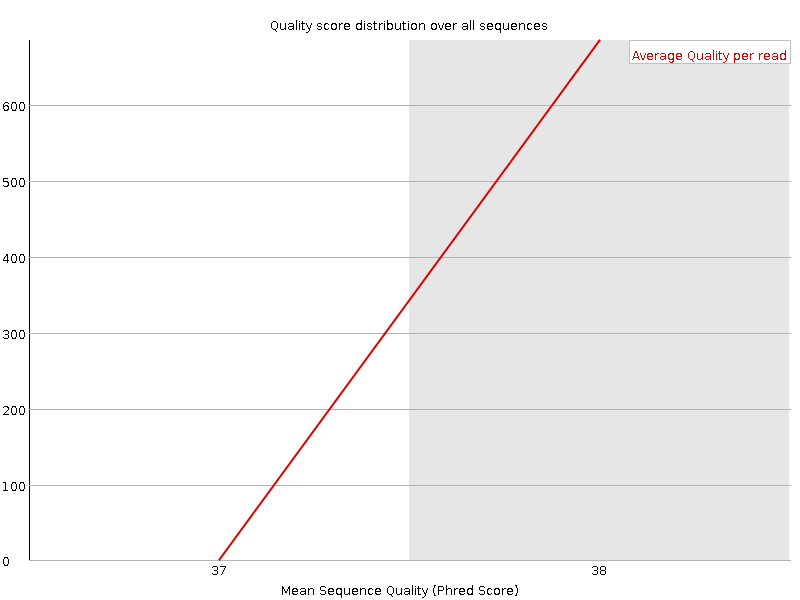 Quality score distribution over all sequences
Average Quality per read
600
500
400
300
200
100
0
37 38
Mean Sequence Quality (Phred Score)